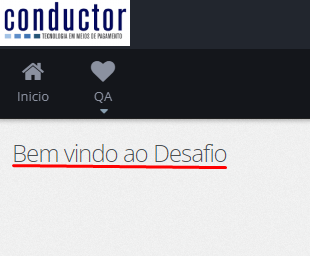 conductor
TECNOLOGIA EM MEIOS DE PAGAMENTO
Inicio
QA
Bem vindo ao Desafio